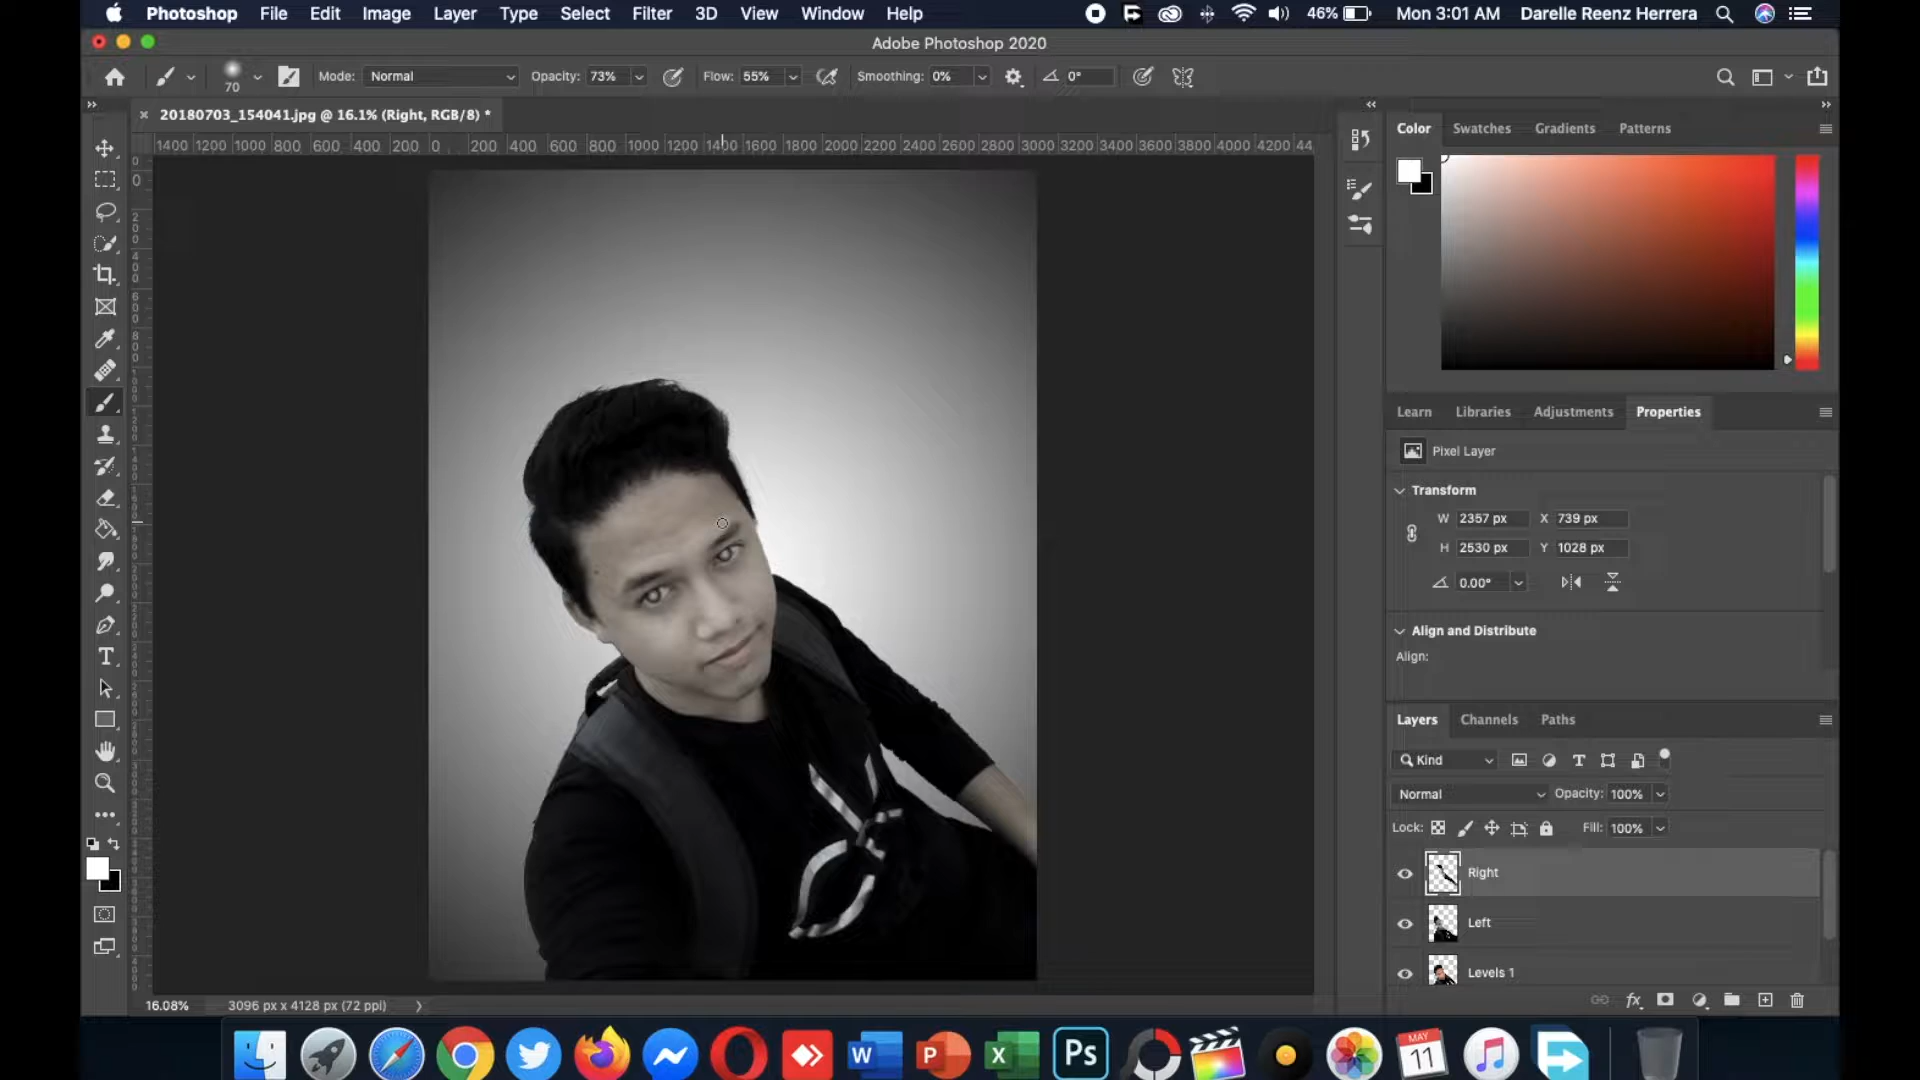 Photoshop File Edit Image Layer Type Select Filter 3D View Window Help 46% Mon 3:01 AM Darelle Reenz Herrera
Adobe Photoshop 2020
70 Mode: Normal Opacity: 73% Flow: 55% Smoothing: 0% 0°
20180703_154041.jpg @ 16.1% (Right, RGB/8) *
1400 1200 1000 800 600 400 200 0 200 400 600 800 1000 1200 1400 1600 1800 2000 2200 2400 2600 2800 3000 3200 3400 3600 3800 4000 4200 44
Color Swatches Gradients Patterns
Learn Libraries Adjustments Properties
Pixel Layer
Transform
W 2357 px X 739 px
H 2530 px Y 1028 px
0.00°
Align and Distribute
Align:
Layers Channels Paths
Kind
Normal Opacity: 100%
Lock: Fill: 100%
Right
Left
Levels 1
fx
16.08% 3096 px x 4128 px (72 ppi)
W P X Ps MAY 11